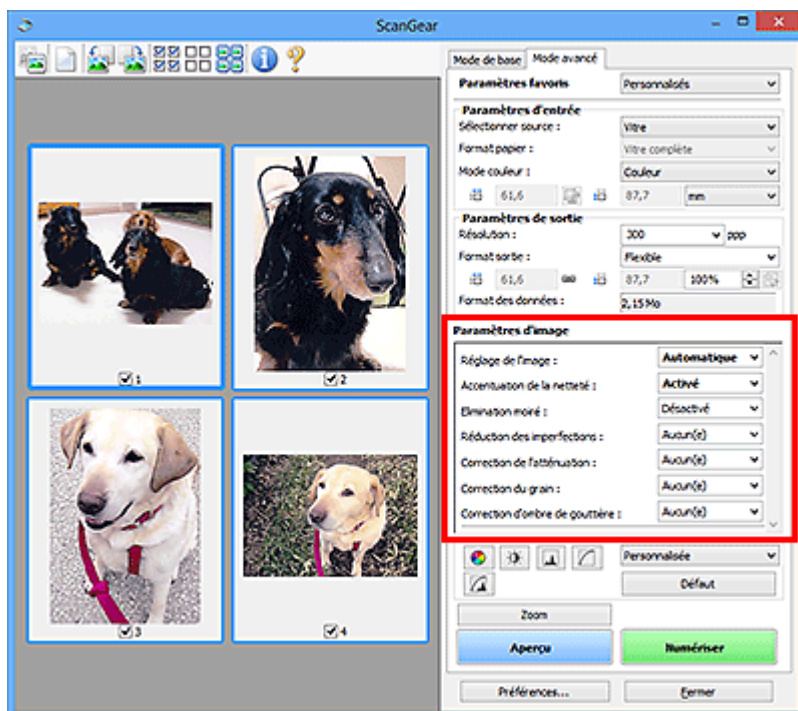 ScanGear
Mode de base Mode avancé
Paramètres favoris Personnalisés
Paramètres d'entrée
Sélectionner source : Vitre
Format papier : Vitre complète
Mode couleur : Couleur
61,6 87,7 mm
Paramètres de sortie
Résolution : 300 ppp
Format sortie : Flexible
61,6 87,7 100%
Format des données : 2,15 Mo
Paramètres d'image
Réglage de l'image : Automatique
Accentuation de la netteté : Activé
Elimination moiré : Désactivé
Réduction des imperfections : Aucun(e)
Correction de l'atténuation : Aucun(e)
Correction du grain : Aucun(e)
Correction d'ombre de gouttière : Aucun(e)
Personnalisée
Défaut
Zoom
Aperçu Numériser
Préférences... Fermer
1
2
3
4